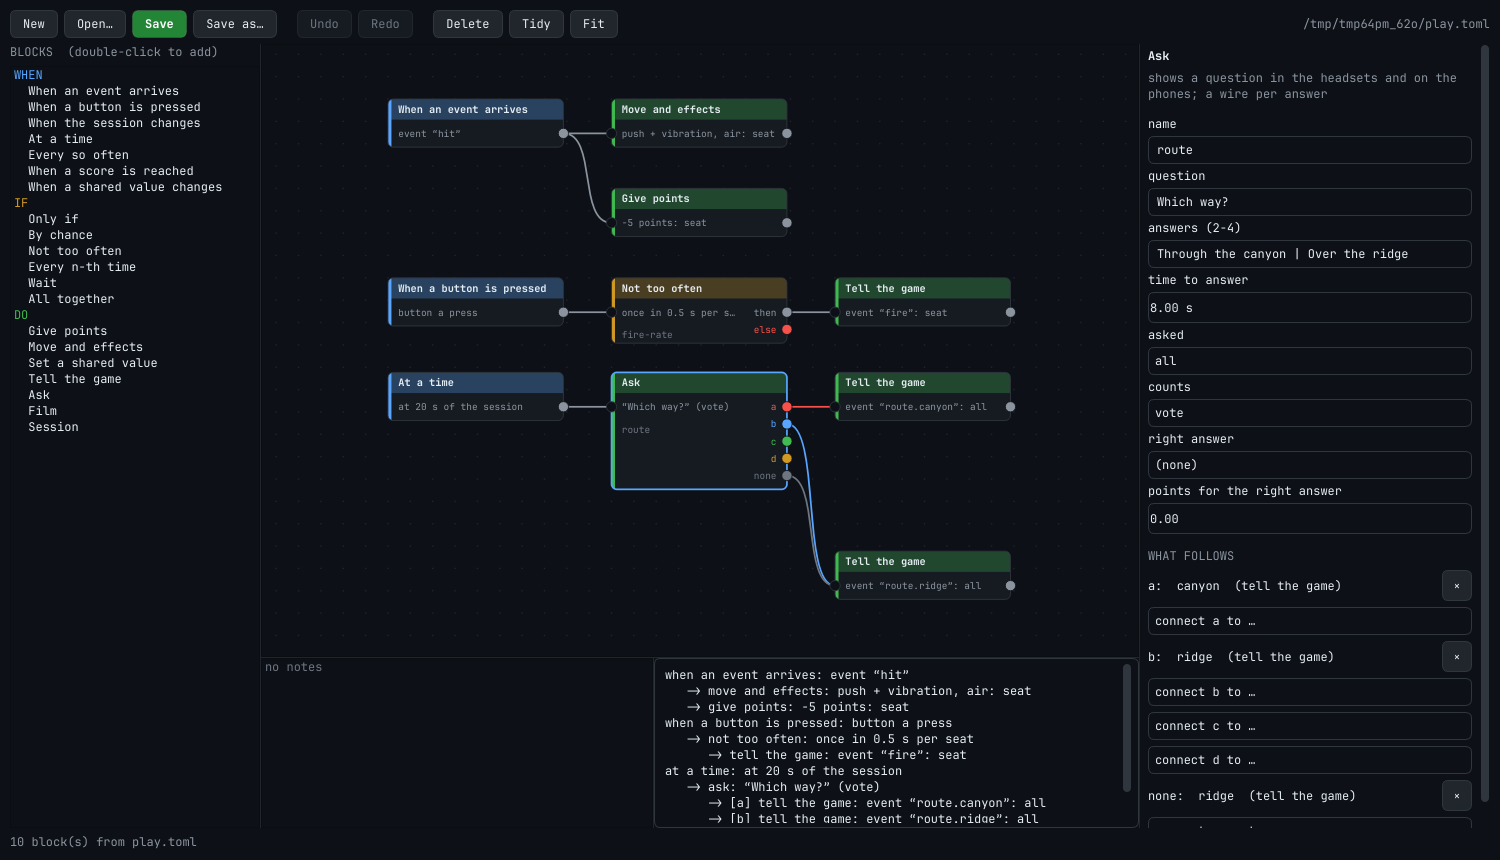 New Open… Save Save as… Undo Redo Delete Tidy Fit /tmp/tmp64pm_62o/play.toml
BLOCKS (double-click to add)
WHEN
When an event arrives
When a button is pressed
When the session changes
At a time
Every so often
When a score is reached
When a shared value changes
IF
Only if
By chance
Not too often
Every n-th time
Wait
All together
DO
Give points
Move and effects
Set a shared value
Tell the game
Ask
Film
Session
When an event arrives
event “hit”
Move and effects
push + vibration, air: seat
Give points
-5 points: seat
When a button is pressed
button a press
Not too often
once in 0.5 s per s… then
else
fire-rate
Tell the game
event “fire”: seat
At a time
at 20 s of the session
Ask
“Which way?” (vote) a
b
route
c
d
none
Tell the game
event “route.canyon”: all
Tell the game
event “route.ridge”: all
no notes
when an event arrives: event “hit”
→ move and effects: push + vibration, air: seat
→ give points: -5 points: seat
when a button is pressed: button a press
→ not too often: once in 0.5 s per seat
→ tell the game: event “fire”: seat
at a time: at 20 s of the session
→ ask: “Which way?” (vote)
→ [a] tell the game: event “route.canyon”: all
→ [b] tell the game: event “route.ridge”: all
Ask
shows a question in the headsets and on the
phones; a wire per answer
name
route
question
Which way?
answers (2-4)
Through the canyon | Over the ridge
time to answer
8.00 s
asked
all
counts
vote
right answer
(none)
points for the right answer
0.00
WHAT FOLLOWS
a: canyon (tell the game) ×
connect a to …
b: ridge (tell the game) ×
connect b to …
connect c to …
connect d to …
none: ridge (tell the game) ×
10 block(s) from play.toml